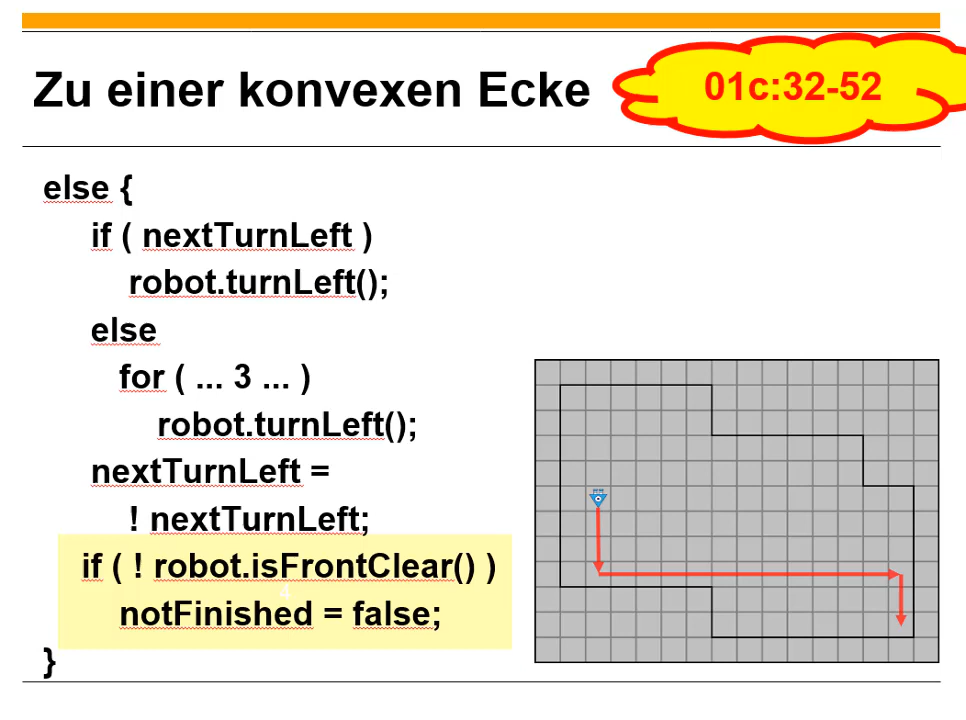 Zu einer konvexen Ecke
01c:32-52
else {
if ( nextTurnLeft )
robot.turnLeft();
else
for ( ... 3 ... )
robot.turnLeft();
nextTurnLeft =
! nextTurnLeft;
if ( ! robot.isFrontClear() )
4
notFinished = false;
}